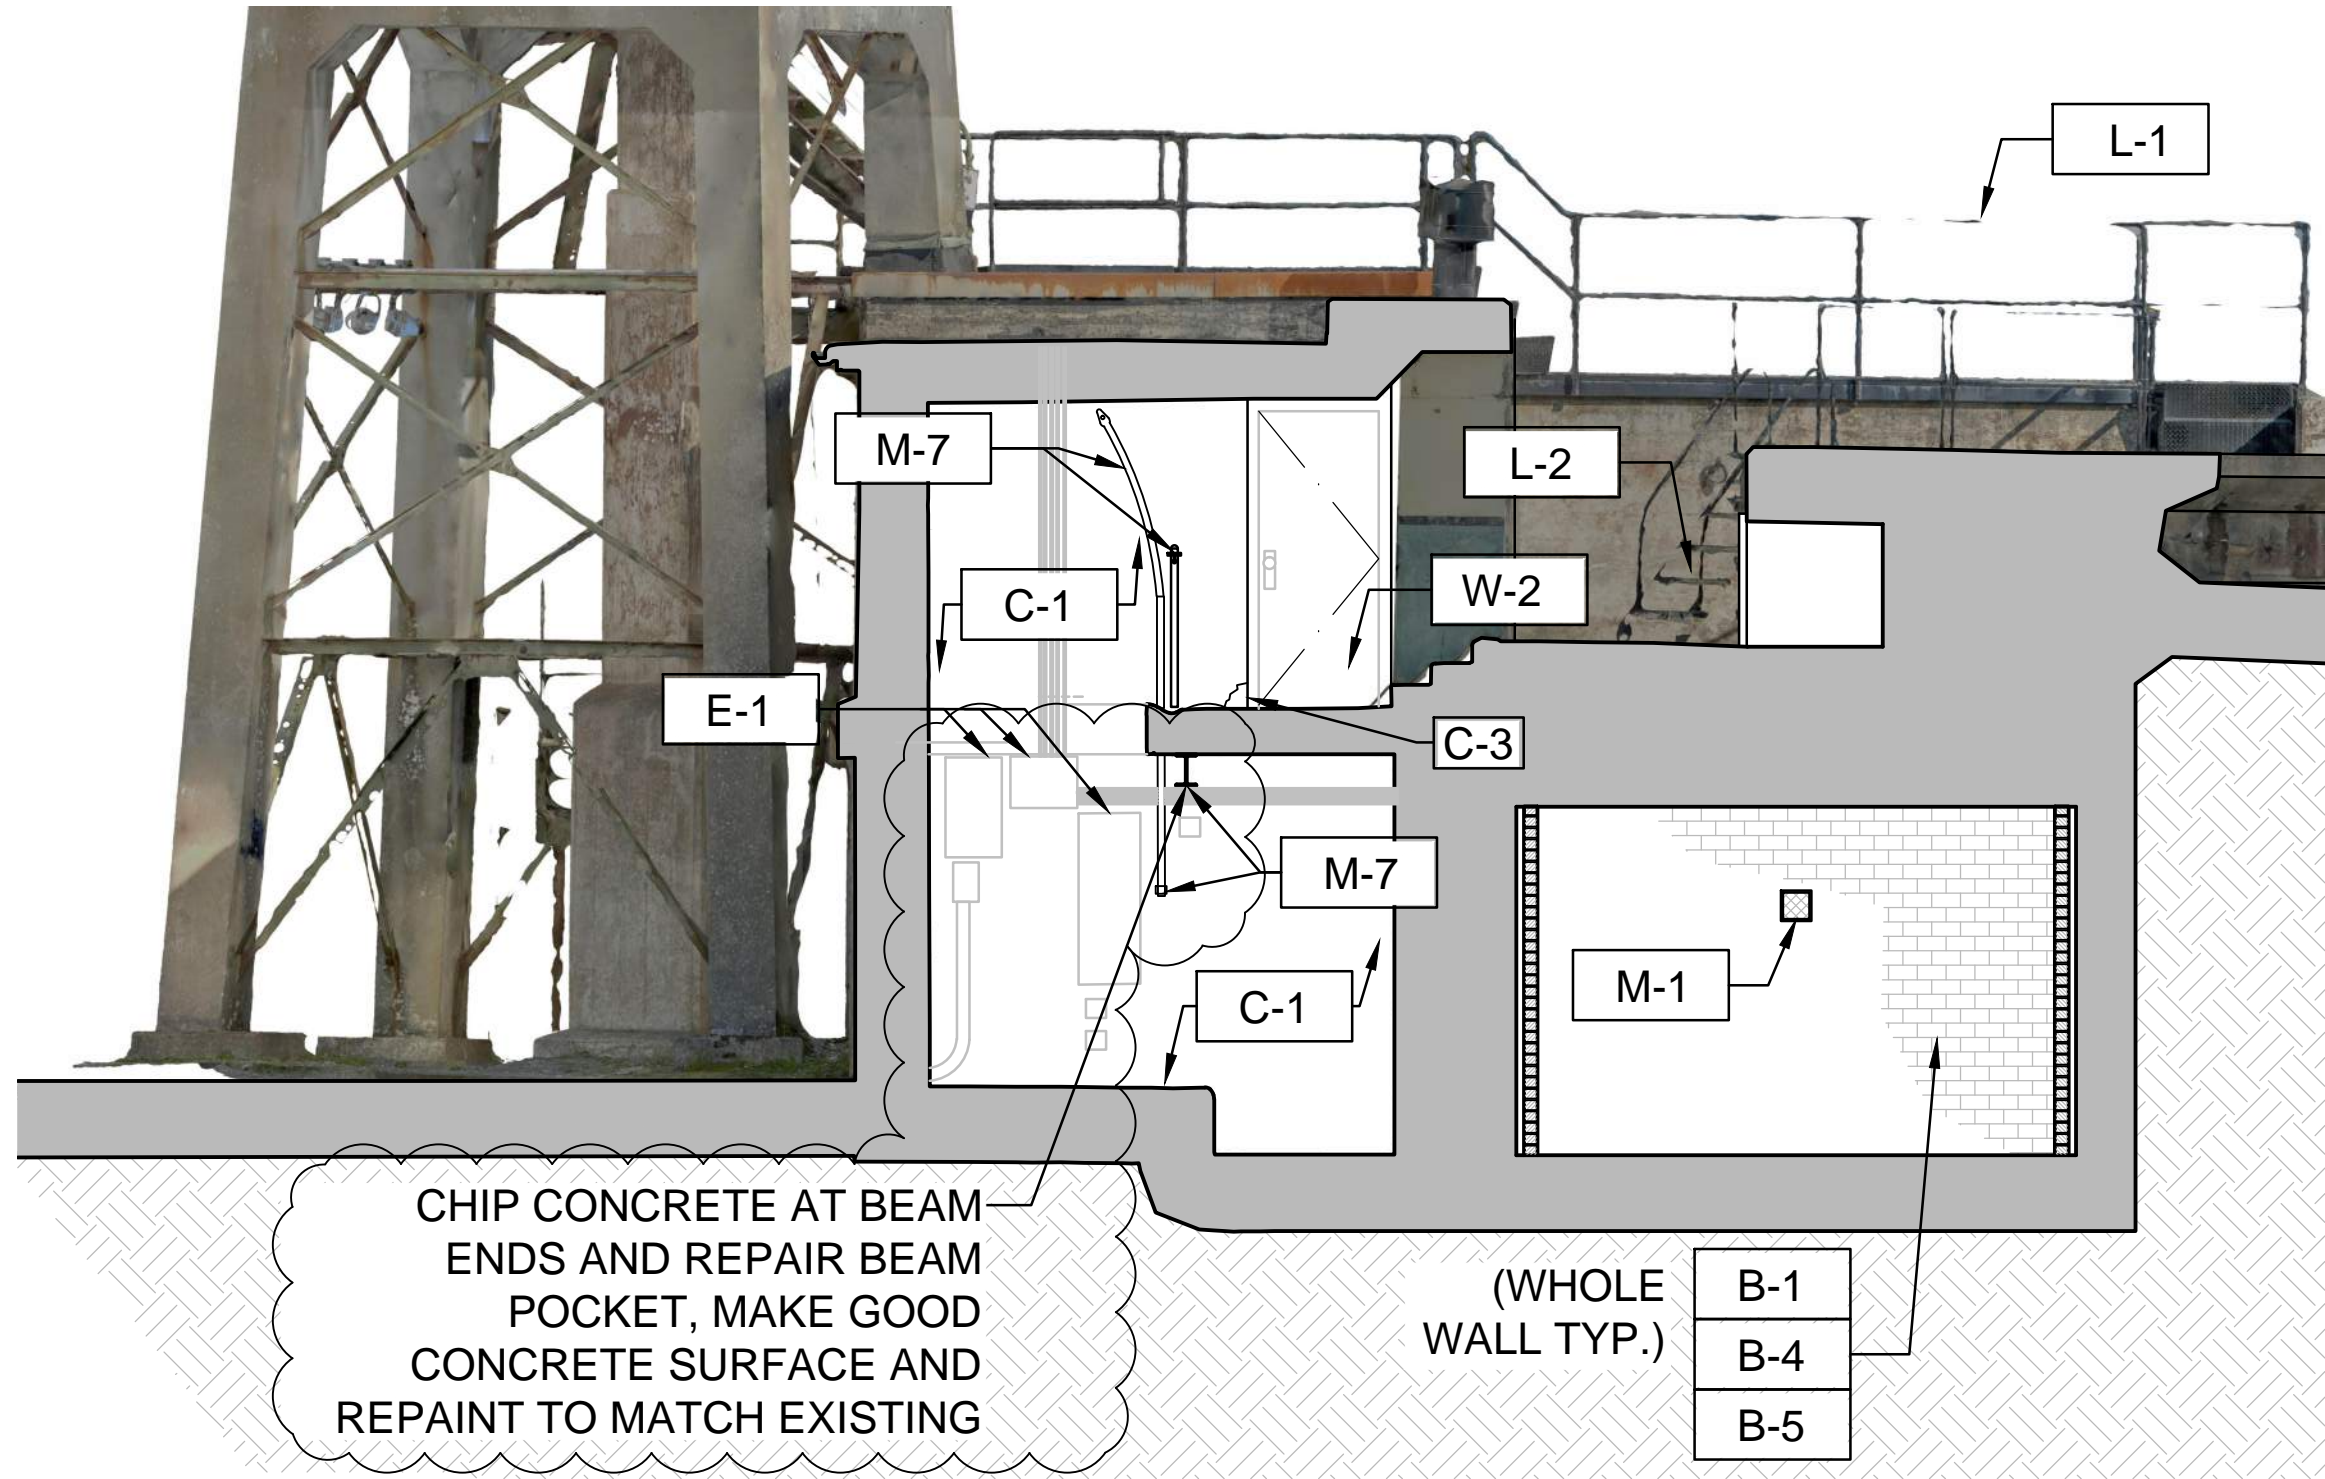 L-1
M-7
L-2
C-1
W-2
E-1
C-3
M-7
M-1
C-1
CHIP CONCRETE AT BEAM
ENDS AND REPAIR BEAM
POCKET, MAKE GOOD
CONCRETE SURFACE AND
REPAINT TO MATCH EXISTING
(WHOLE
WALL TYP.)
B-1
B-4
B-5